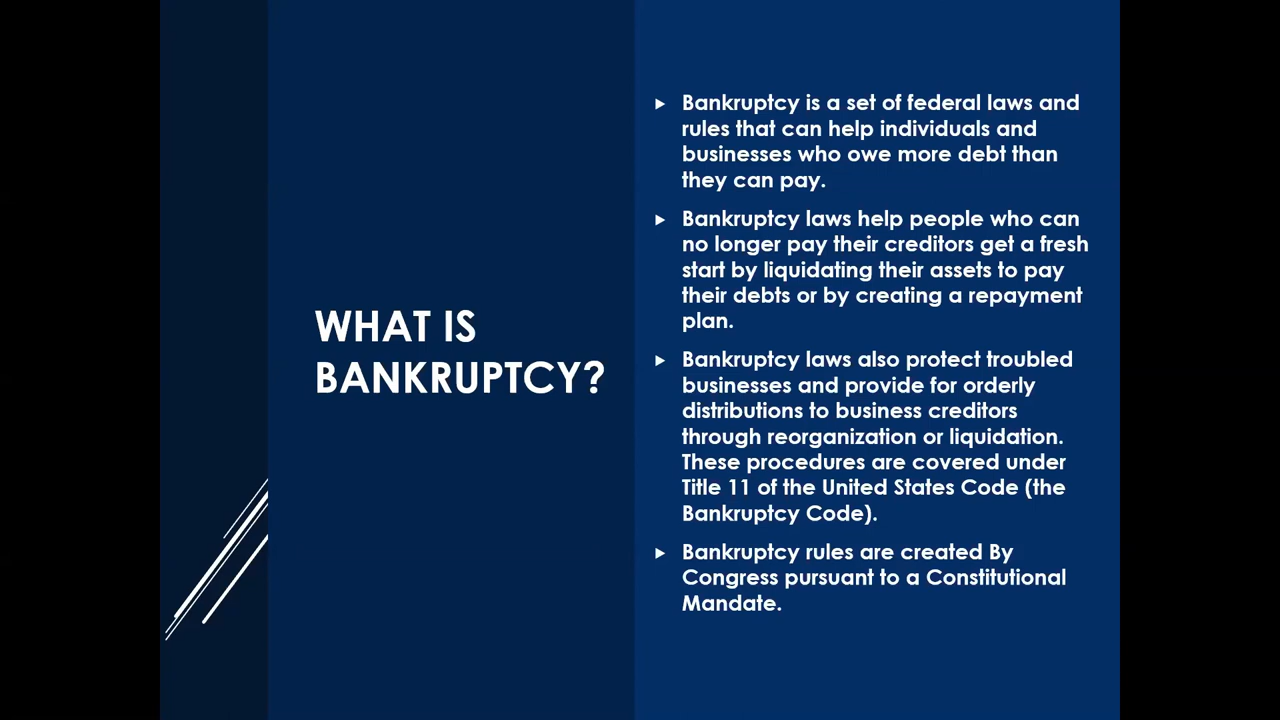 WHAT IS
BANKRUPTCY?
Bankruptcy is a set of federal laws and
rules that can help individuals and
businesses who owe more debt than
they can pay.
Bankruptcy laws help people who can
no longer pay their creditors get a fresh
start by liquidating their assets to pay
their debts or by creating a repayment
plan.
Bankruptcy laws also protect troubled
businesses and provide for orderly
distributions to business creditors
through reorganization or liquidation.
These procedures are covered under
Title 11 of the United States Code (the
Bankruptcy Code).
Bankruptcy rules are created By
Congress pursuant to a Constitutional
Mandate.